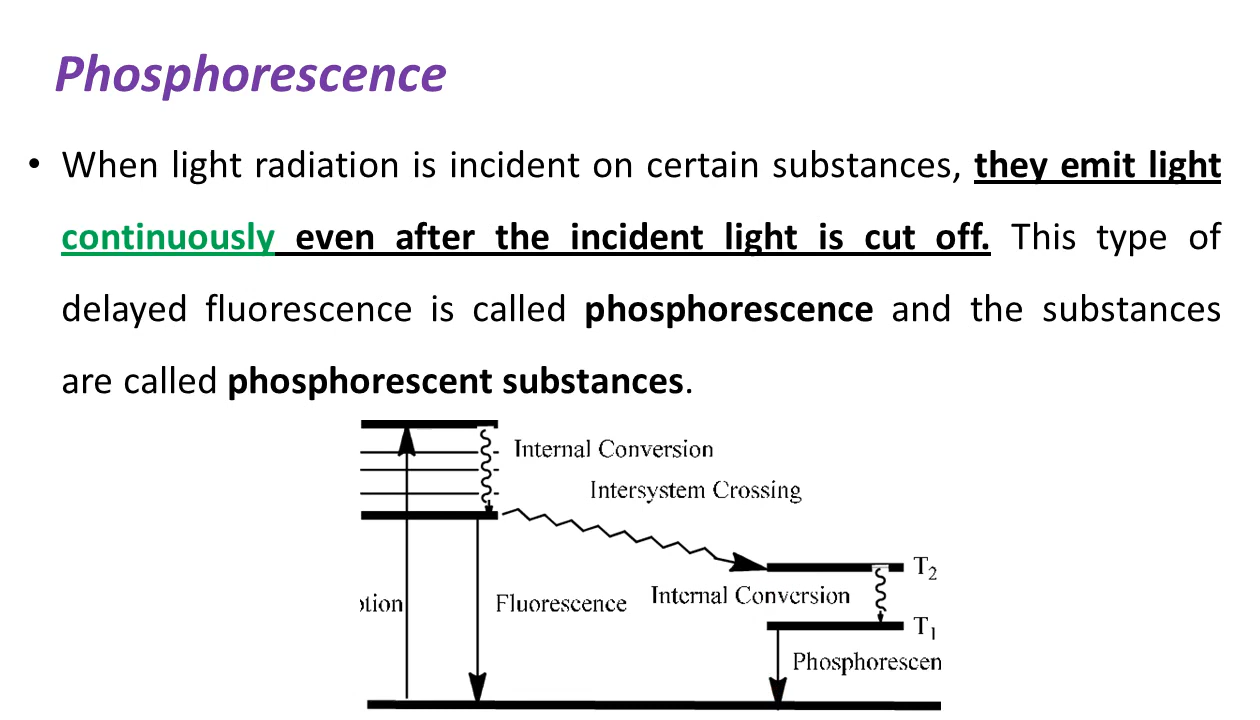 Phosphorescence
• When light radiation is incident on certain substances, they emit light
continuously even after the incident light is cut off. This type of
delayed fluorescence is called phosphorescence and the substances
are called phosphorescent substances.
Internal Conversion
Intersystem Crossing
T2
Internal Conversion
otion
Fluorescence
T1
Phosphorescen